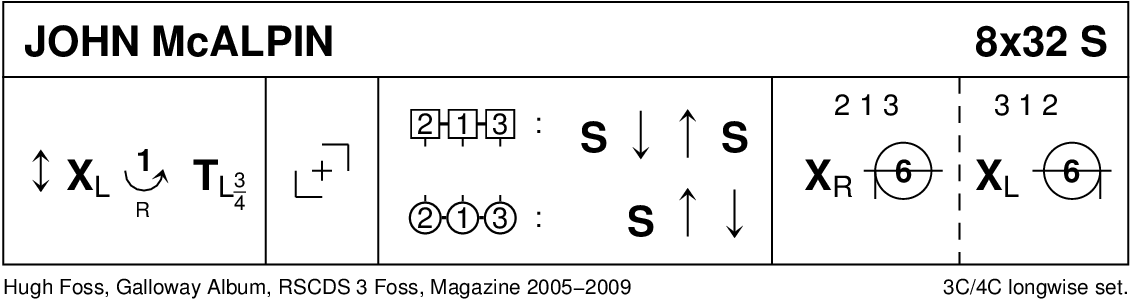 JOHN McALPIN 8x32 S
2 1 3 3 1 2
2 1 3 : S S
1 X L T L 3/4 R
X R 6 X L 6
2 1 3 : S
Hugh Foss, Galloway Album, RSCDS 3 Foss, Magazine 2005−2009 3C/4C longwise set.